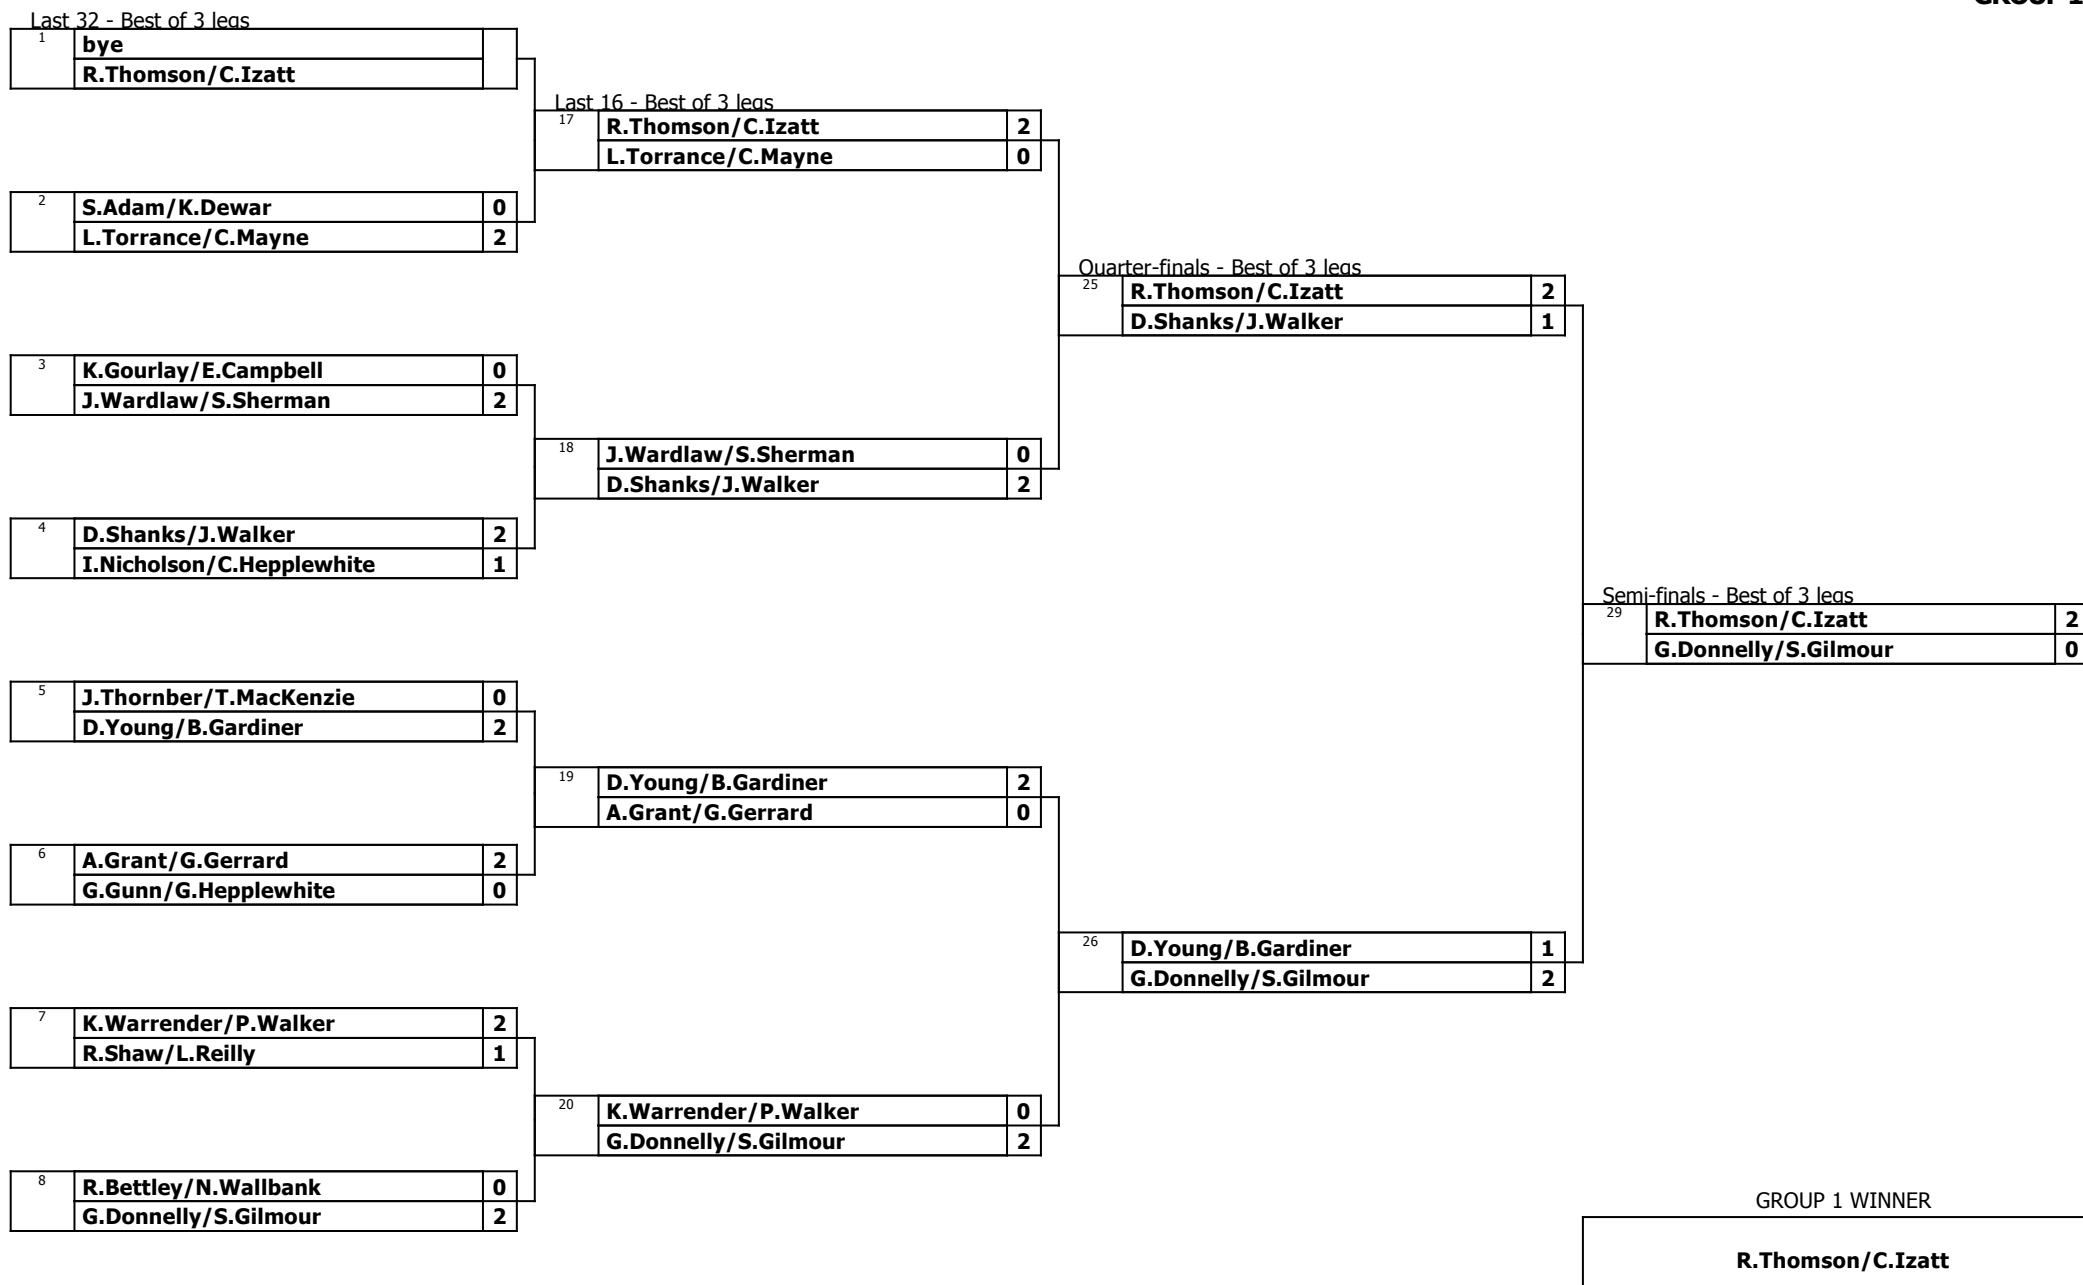 GROUP 1
Last 32 - Best of 3 legs
1
bye
R.Thomson/C.Izatt
Last 16 - Best of 3 legs
17
R.Thomson/C.Izatt 2
L.Torrance/C.Mayne 0
2
S.Adam/K.Dewar 0
L.Torrance/C.Mayne 2
Quarter-finals - Best of 3 legs
25
R.Thomson/C.Izatt 2
D.Shanks/J.Walker 1
3
K.Gourlay/E.Campbell 0
J.Wardlaw/S.Sherman 2
18
J.Wardlaw/S.Sherman 0
D.Shanks/J.Walker 2
4
D.Shanks/J.Walker 2
I.Nicholson/C.Hepplewhite 1
Semi-finals - Best of 3 legs
29
R.Thomson/C.Izatt 2
G.Donnelly/S.Gilmour 0
5
J.Thornber/T.MacKenzie 0
D.Young/B.Gardiner 2
19
D.Young/B.Gardiner 2
A.Grant/G.Gerrard 0
6
A.Grant/G.Gerrard 2
G.Gunn/G.Hepplewhite 0
26
D.Young/B.Gardiner 1
G.Donnelly/S.Gilmour 2
7
K.Warrender/P.Walker 2
R.Shaw/L.Reilly 1
20
K.Warrender/P.Walker 0
G.Donnelly/S.Gilmour 2
8
R.Bettley/N.Wallbank 0
G.Donnelly/S.Gilmour 2
GROUP 1 WINNER
R.Thomson/C.Izatt